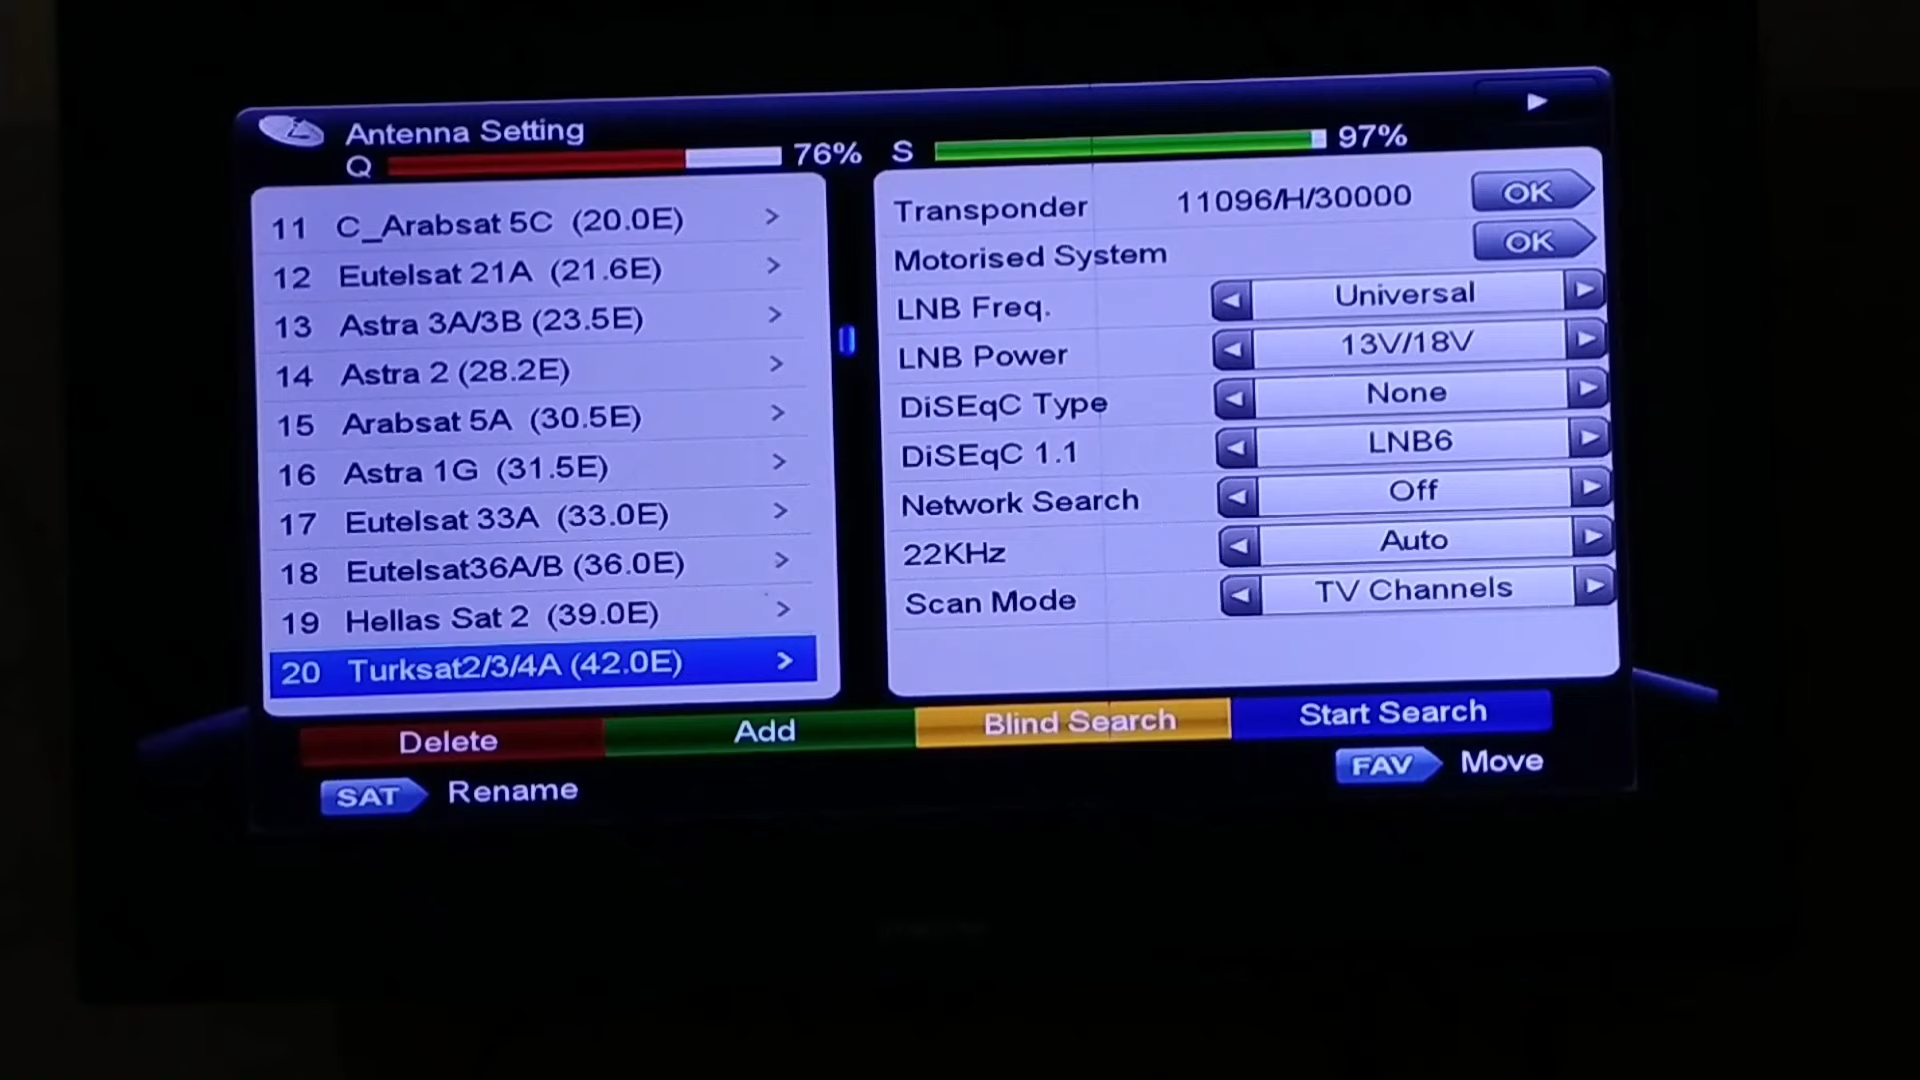 Antenna Setting
Q 76% S 97%
11 C_Arabsat 5C (20.0E) >
12 Eutelsat 21A (21.6E) >
13 Astra 3A/3B (23.5E) >
14 Astra 2 (28.2E) >
15 Arabsat 5A (30.5E) >
16 Astra 1G (31.5E) >
17 Eutelsat 33A (33.0E) >
18 Eutelsat36A/B (36.0E) >
19 Hellas Sat 2 (39.0E) >
20 Turksat2/3/4A (42.0E) >
Transponder 11096/H/30000 OK
Motorised System OK
LNB Freq. Universal
LNB Power 13V/18V
DiSEqC Type None
DiSEqC 1.1 LNB6
Network Search Off
22KHz Auto
Scan Mode TV Channels
Delete Add Blind Search Start Search
SAT Rename FAV Move